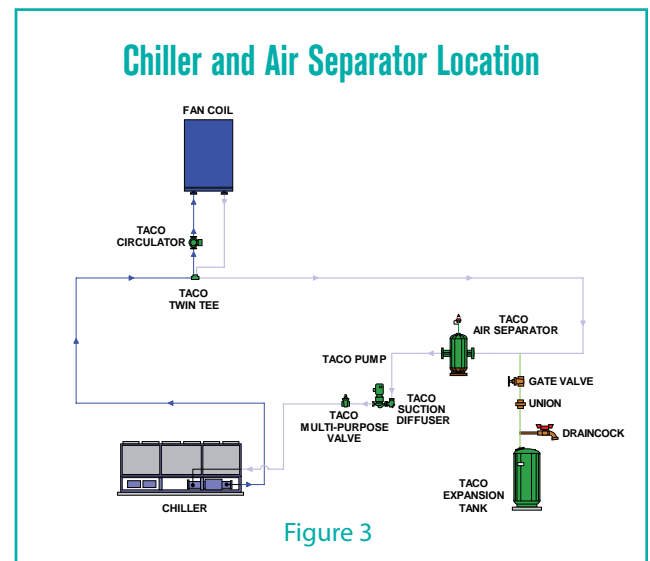 Chiller and Air Separator Location
FAN COIL
TACO
CIRCULATOR
TACO
TWIN TEE
TACO
AIR SEPARATOR
TACO PUMP
GATE VALVE
TACO
SUCTION
DIFFUSER
TACO
MULTI-PURPOSE
VALVE
UNION
DRAINCOCK
TACO
EXPANSION
TANK
CHILLER
Figure 3